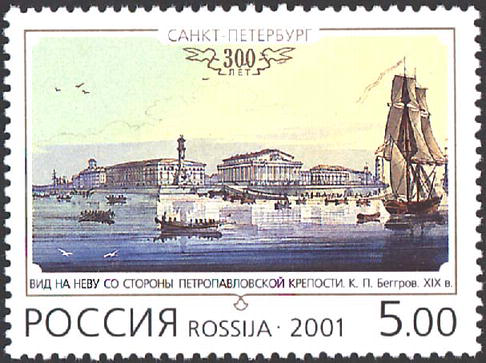 САНКТ-ПЕТЕРБУРГ
300
ЛЕТ
ВИД НА НЕВУ СО СТОРОНЫ ПЕТРОПАВЛОВСКОЙ КРЕПОСТИ. К. П. Беггров. XIX в.
РОССИЯ ROSSIJA · 2001 5.00